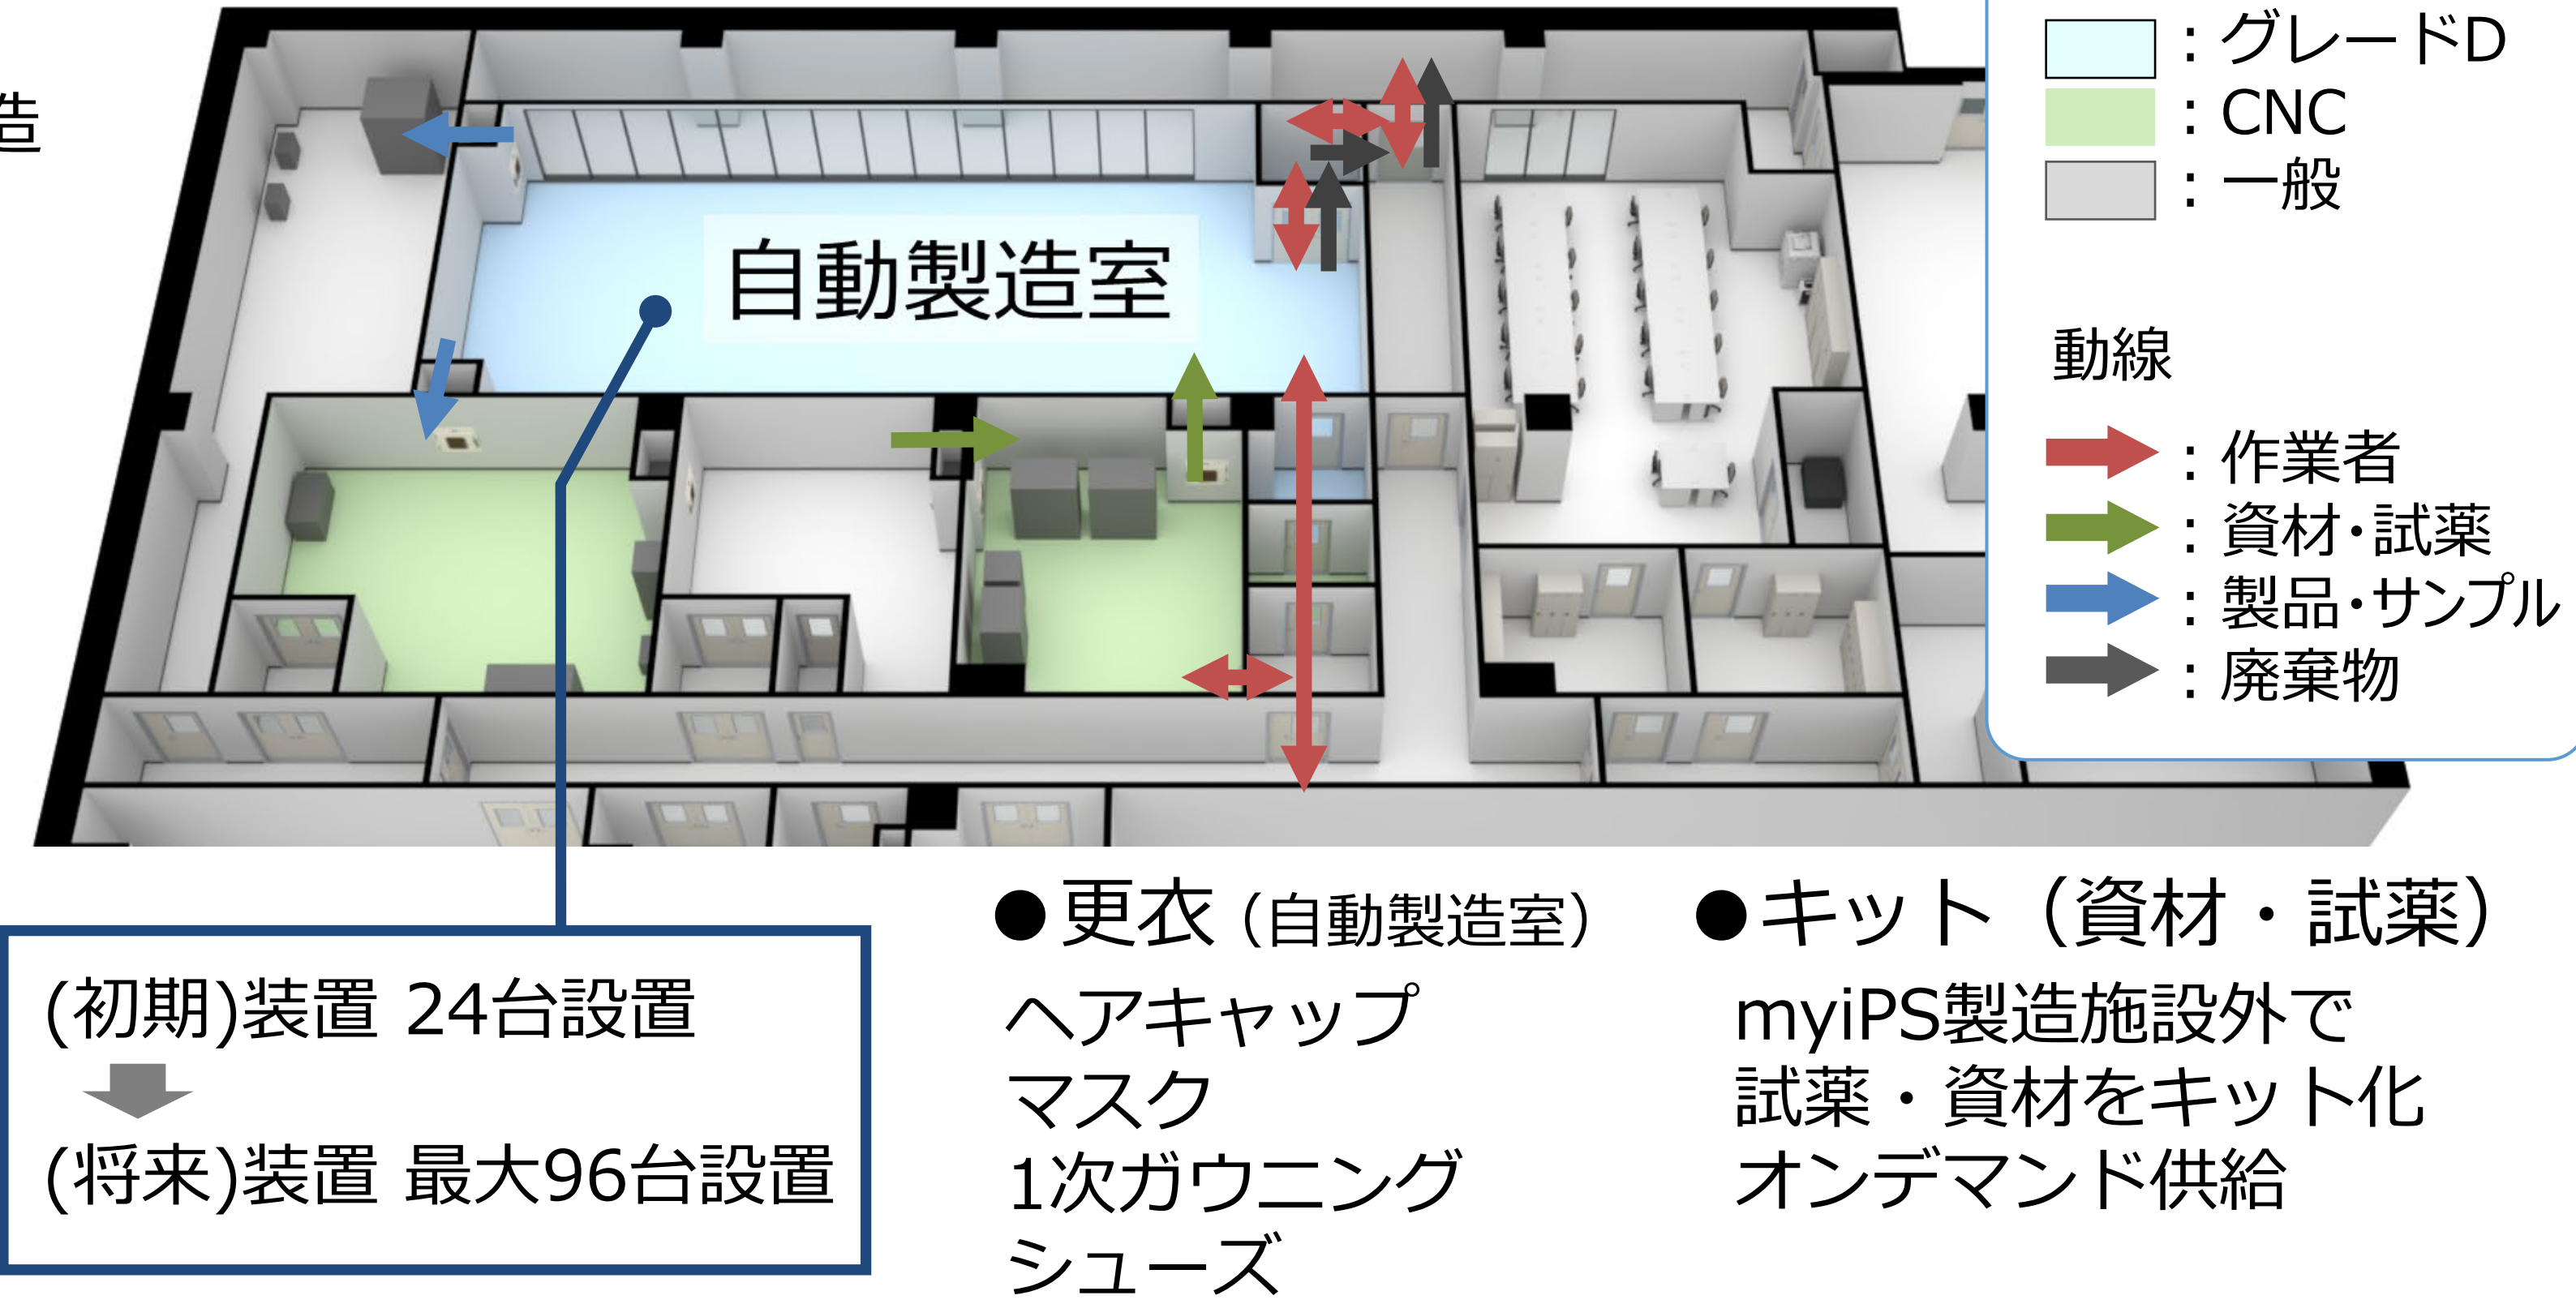 造
自動製造室
：グレードD
：CNC
：一般
動線
：作業者
：資材・試薬
：製品・サンプル
：廃棄物
(初期)装置 24台設置
(将来)装置 最大96台設置
●更衣（自動製造室）
ヘアキャップ
マスク
1次ガウニング
シューズ
●キット（資材・試薬）
myiPS製造施設外で
試薬・資材をキット化
オンデマンド供給